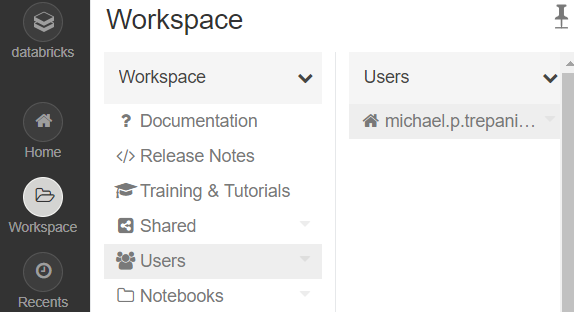 databricks
Home
Workspace
Recents
Workspace
Workspace
? Documentation
</> Release Notes
Training & Tutorials
Shared
Users
Notebooks
Users
michael.p.trepani...